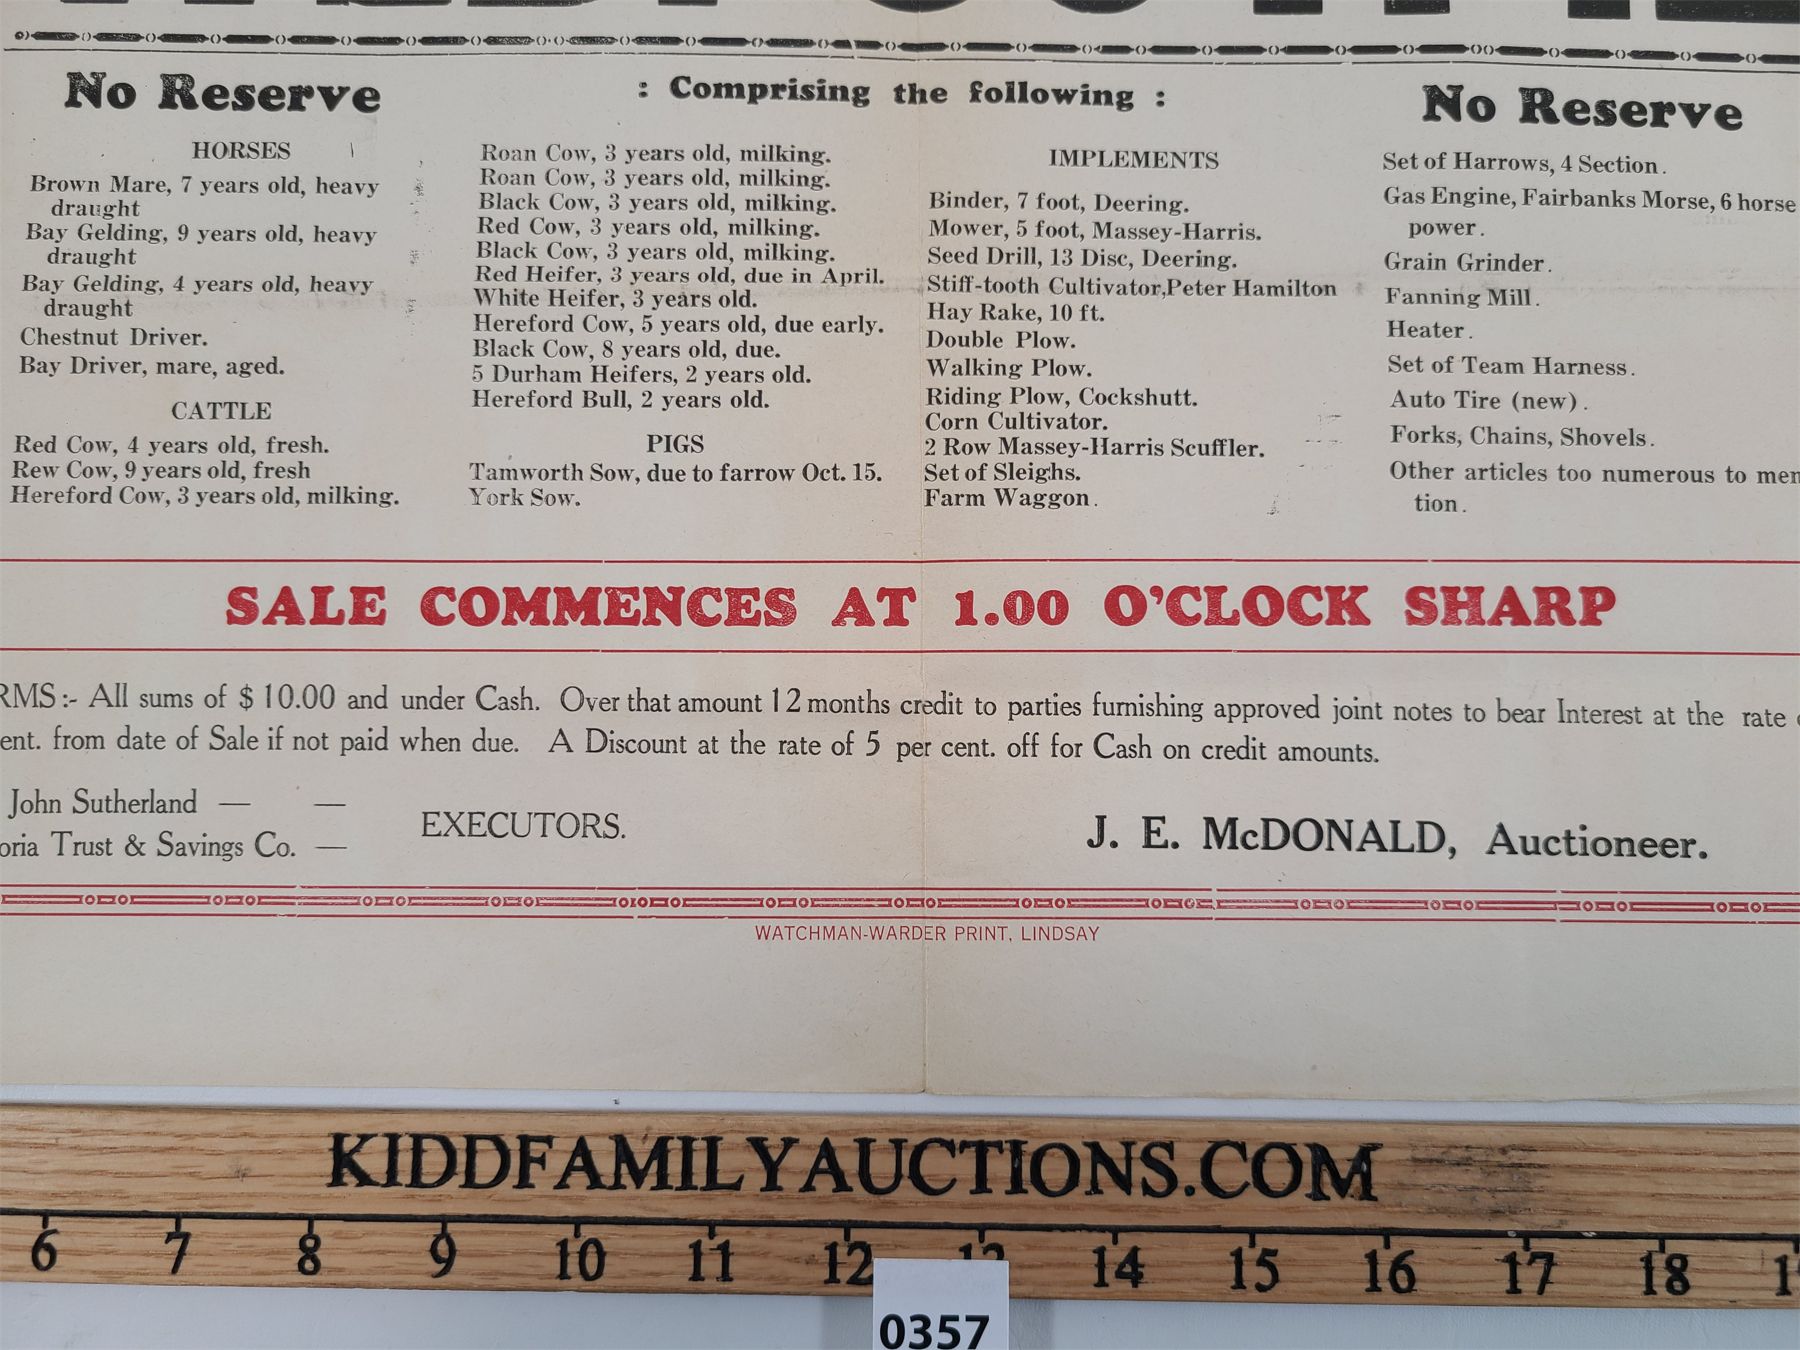 No Reserve
: Comprising the following :
No Reserve
HORSES
Brown Mare, 7 years old, heavy
draught
Bay Gelding, 9 years old, heavy
draught
Bay Gelding, 4 years old, heavy
draught
Chestnut Driver.
Bay Driver, mare, aged.
CATTLE
Red Cow, 4 years old, fresh.
Rew Cow, 9 years old, fresh
Hereford Cow, 3 years old, milking.
Roan Cow, 3 years old, milking.
Roan Cow, 3 years old, milking.
Black Cow, 3 years old, milking.
Red Cow, 3 years old, milking.
Black Cow, 3 years old, milking.
Red Heifer, 3 years old, due in April.
White Heifer, 3 years old.
Hereford Cow, 5 years old, due early.
Black Cow, 8 years old, due.
5 Durham Heifers, 2 years old.
Hereford Bull, 2 years old.
PIGS
Tamworth Sow, due to farrow Oct. 15.
York Sow.
IMPLEMENTS
Binder, 7 foot, Deering.
Mower, 5 foot, Massey-Harris.
Seed Drill, 13 Disc, Deering.
Stiff-tooth Cultivator,Peter Hamilton
Hay Rake, 10 ft.
Double Plow.
Walking Plow.
Riding Plow, Cockshutt.
Corn Cultivator.
2 Row Massey-Harris Scuffler.
Set of Sleighs.
Farm Waggon.
Set of Harrows, 4 Section.
Gas Engine, Fairbanks Morse, 6 horse
power.
Grain Grinder.
Fanning Mill.
Heater.
Set of Team Harness.
Auto Tire (new).
Forks, Chains, Shovels.
Other articles too numerous to men
tion.
SALE COMMENCES AT 1.00 O'CLOCK SHARP
RMS:- All sums of $10.00 and under Cash. Over that amount 12 months credit to parties furnishing approved joint notes to bear Interest at the rate
ent. from date of Sale if not paid when due. A Discount at the rate of 5 per cent. off for Cash on credit amounts.
John Sutherland — —
oria Trust & Savings Co. —
EXECUTORS.
J. E. McDONALD, Auctioneer.
WATCHMAN-WARDER PRINT, LINDSAY
KIDDFAMILYAUCTIONS.COM
6 7 8 9 10 11 12 13 14 15 16 17 18
0357